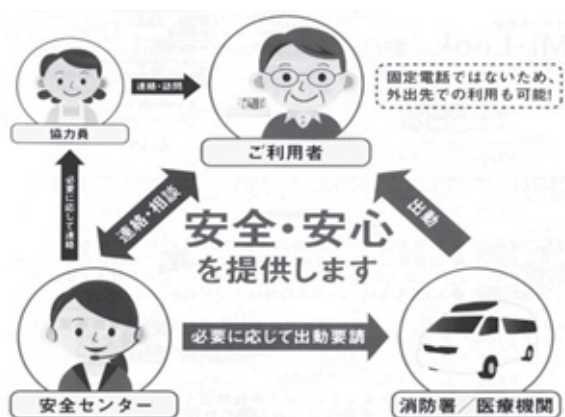 連絡・訪問
固定電話ではないため、
外出先での利用も可能!
協力員
ご利用者
必要に応じて連絡
連絡・相談
出動
安全・安心
を提供します
必要に応じて出動要請
安全センター
消防署／医療機関